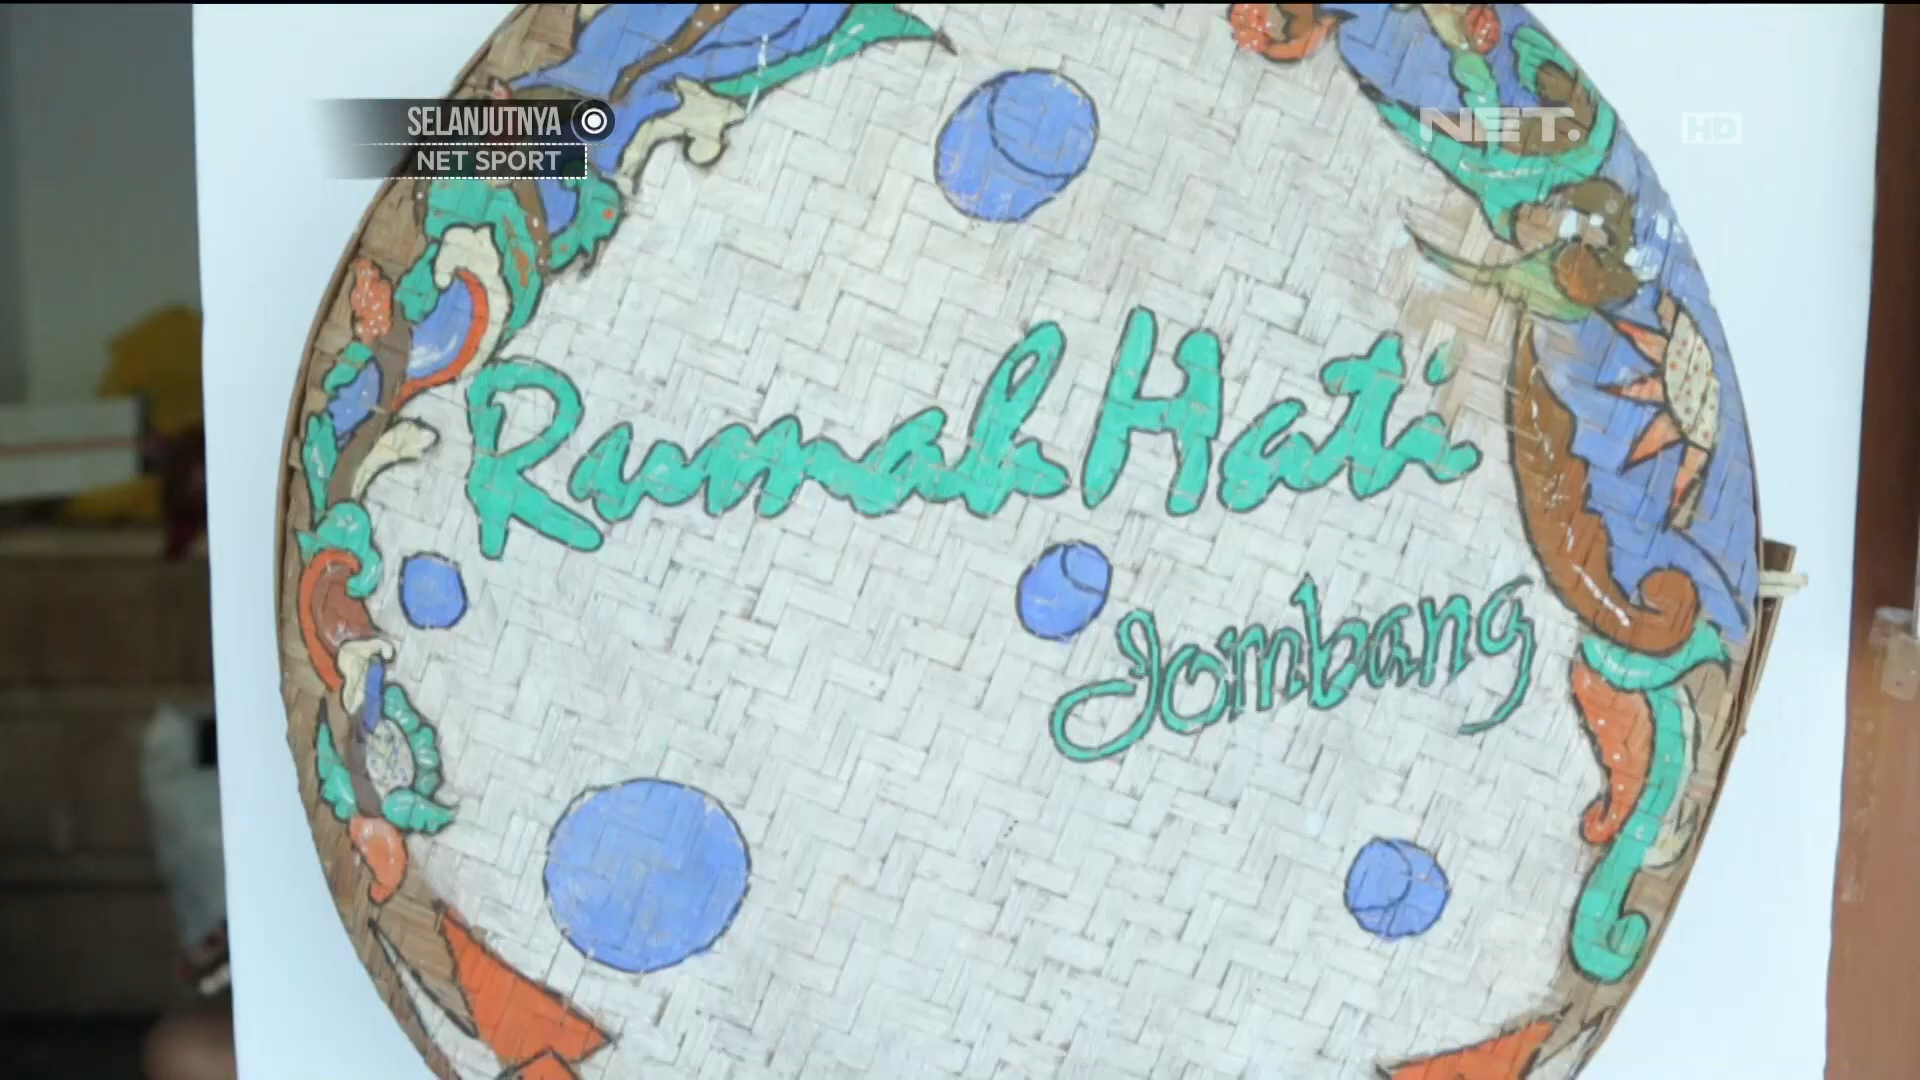 SELANJUTNYA
NET SPORT
NET.
HD
Rumah Hati
Jombang